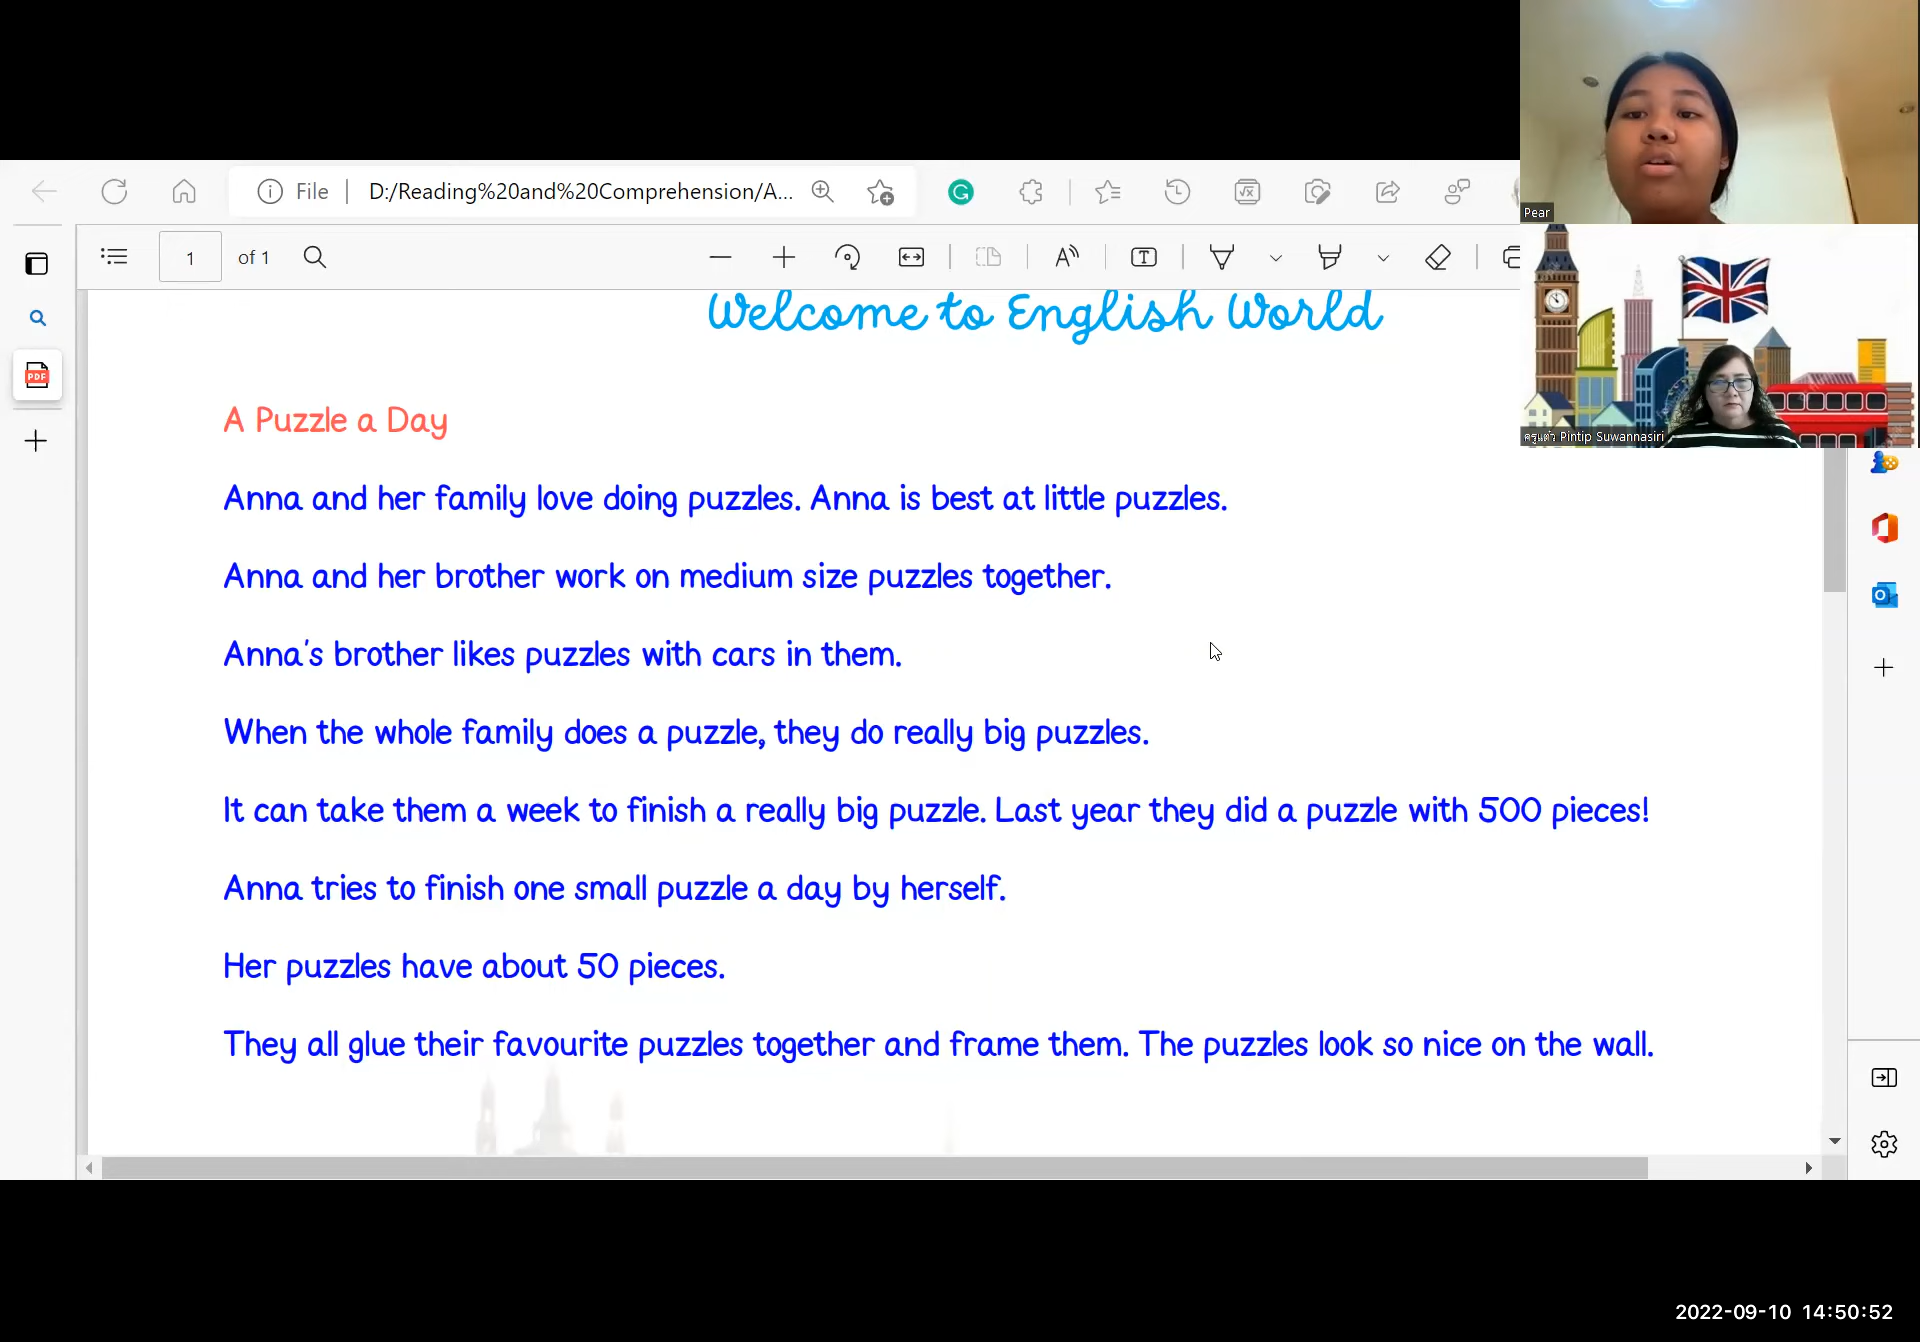 File
D:/Reading%20and%20Comprehension/A...
1 of 1
Welcome to English World
A Puzzle a Day
Anna and her family love doing puzzles. Anna is best at little puzzles.
Anna and her brother work on medium size puzzles together.
Anna's brother likes puzzles with cars in them.
When the whole family does a puzzle, they do really big puzzles.
It can take them a week to finish a really big puzzle. Last year they did a puzzle with 500 pieces!
Anna tries to finish one small puzzle a day by herself.
Her puzzles have about 50 pieces.
They all glue their favourite puzzles together and frame them. The puzzles look so nice on the wall.
Pear
ครูแต๋ว Pintip Suwannasiri
PDF
2022-09-10 14:50:52